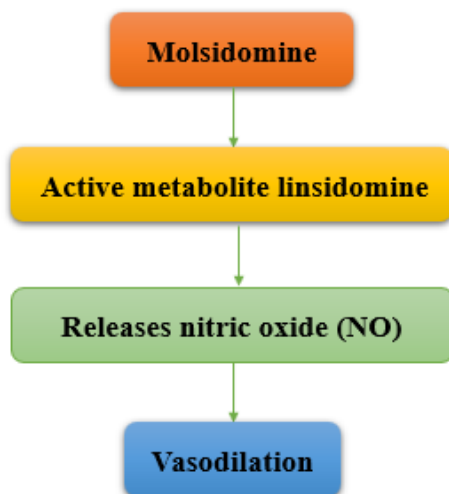 Molsidomine
Active metabolite linsidomine
Releases nitric oxide (NO)
Vasodilation